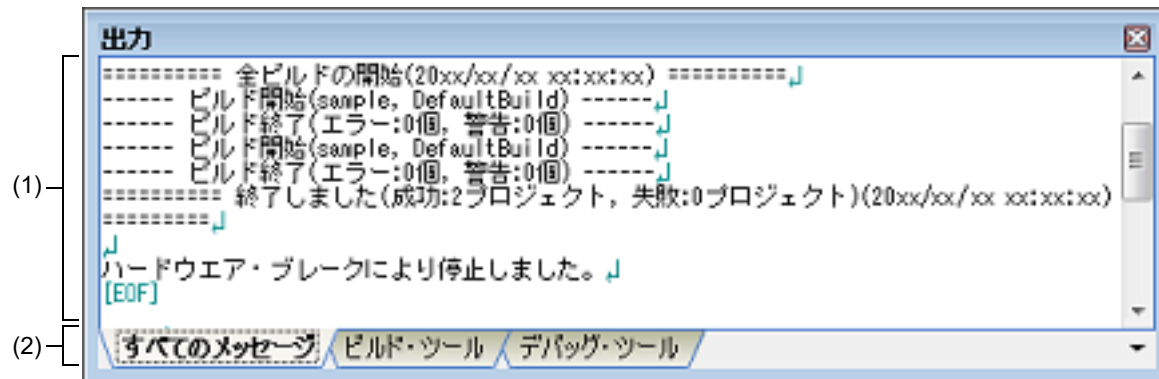 出力
========== 全ビルドの開始(20xx/xx/xx xx:xx:xx) ==========↲
------ ビルド開始(sample, DefaultBuild) ------↲
------ ビルド終了(エラー:0個, 警告:0個) ------↲
------ ビルド開始(sample, DefaultBuild) ------↲
------ ビルド終了(エラー:0個, 警告:0個) ------↲
========== 終了しました(成功:2プロジェクト, 失敗:0プロジェクト)(20xx/xx/xx xx:xx:xx)
=========↲
↲
ハードウエア・ブレークにより停止しました。↲
[EOF]
(1)
(2)
すべてのメッセージ ビルド・ツール デバッグ・ツール